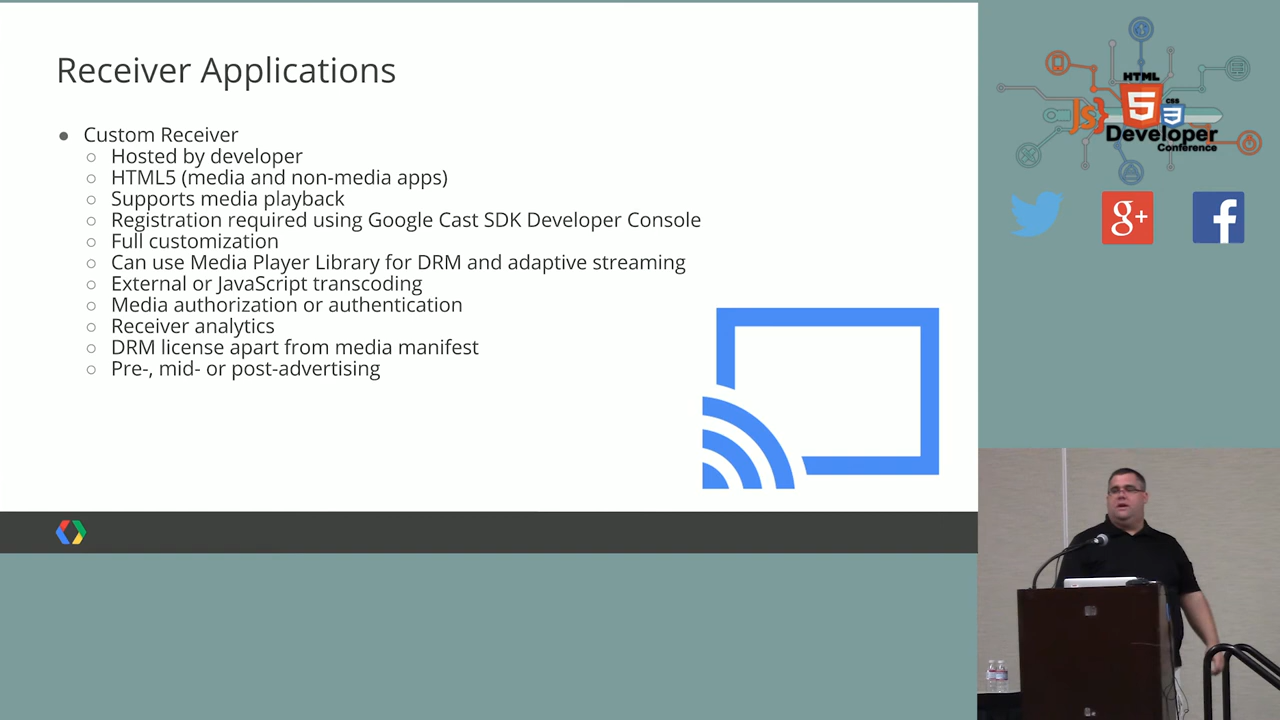 Receiver Applications
● Custom Receiver
○ Hosted by developer
○ HTML5 (media and non-media apps)
○ Supports media playback
○ Registration required using Google Cast SDK Developer Console
○ Full customization
○ Can use Media Player Library for DRM and adaptive streaming
○ External or JavaScript transcoding
○ Media authorization or authentication
○ Receiver analytics
○ DRM license apart from media manifest
○ Pre-, mid- or post-advertising
HTML
5
CSS
3
JS}
Developer
Conference
g+
f